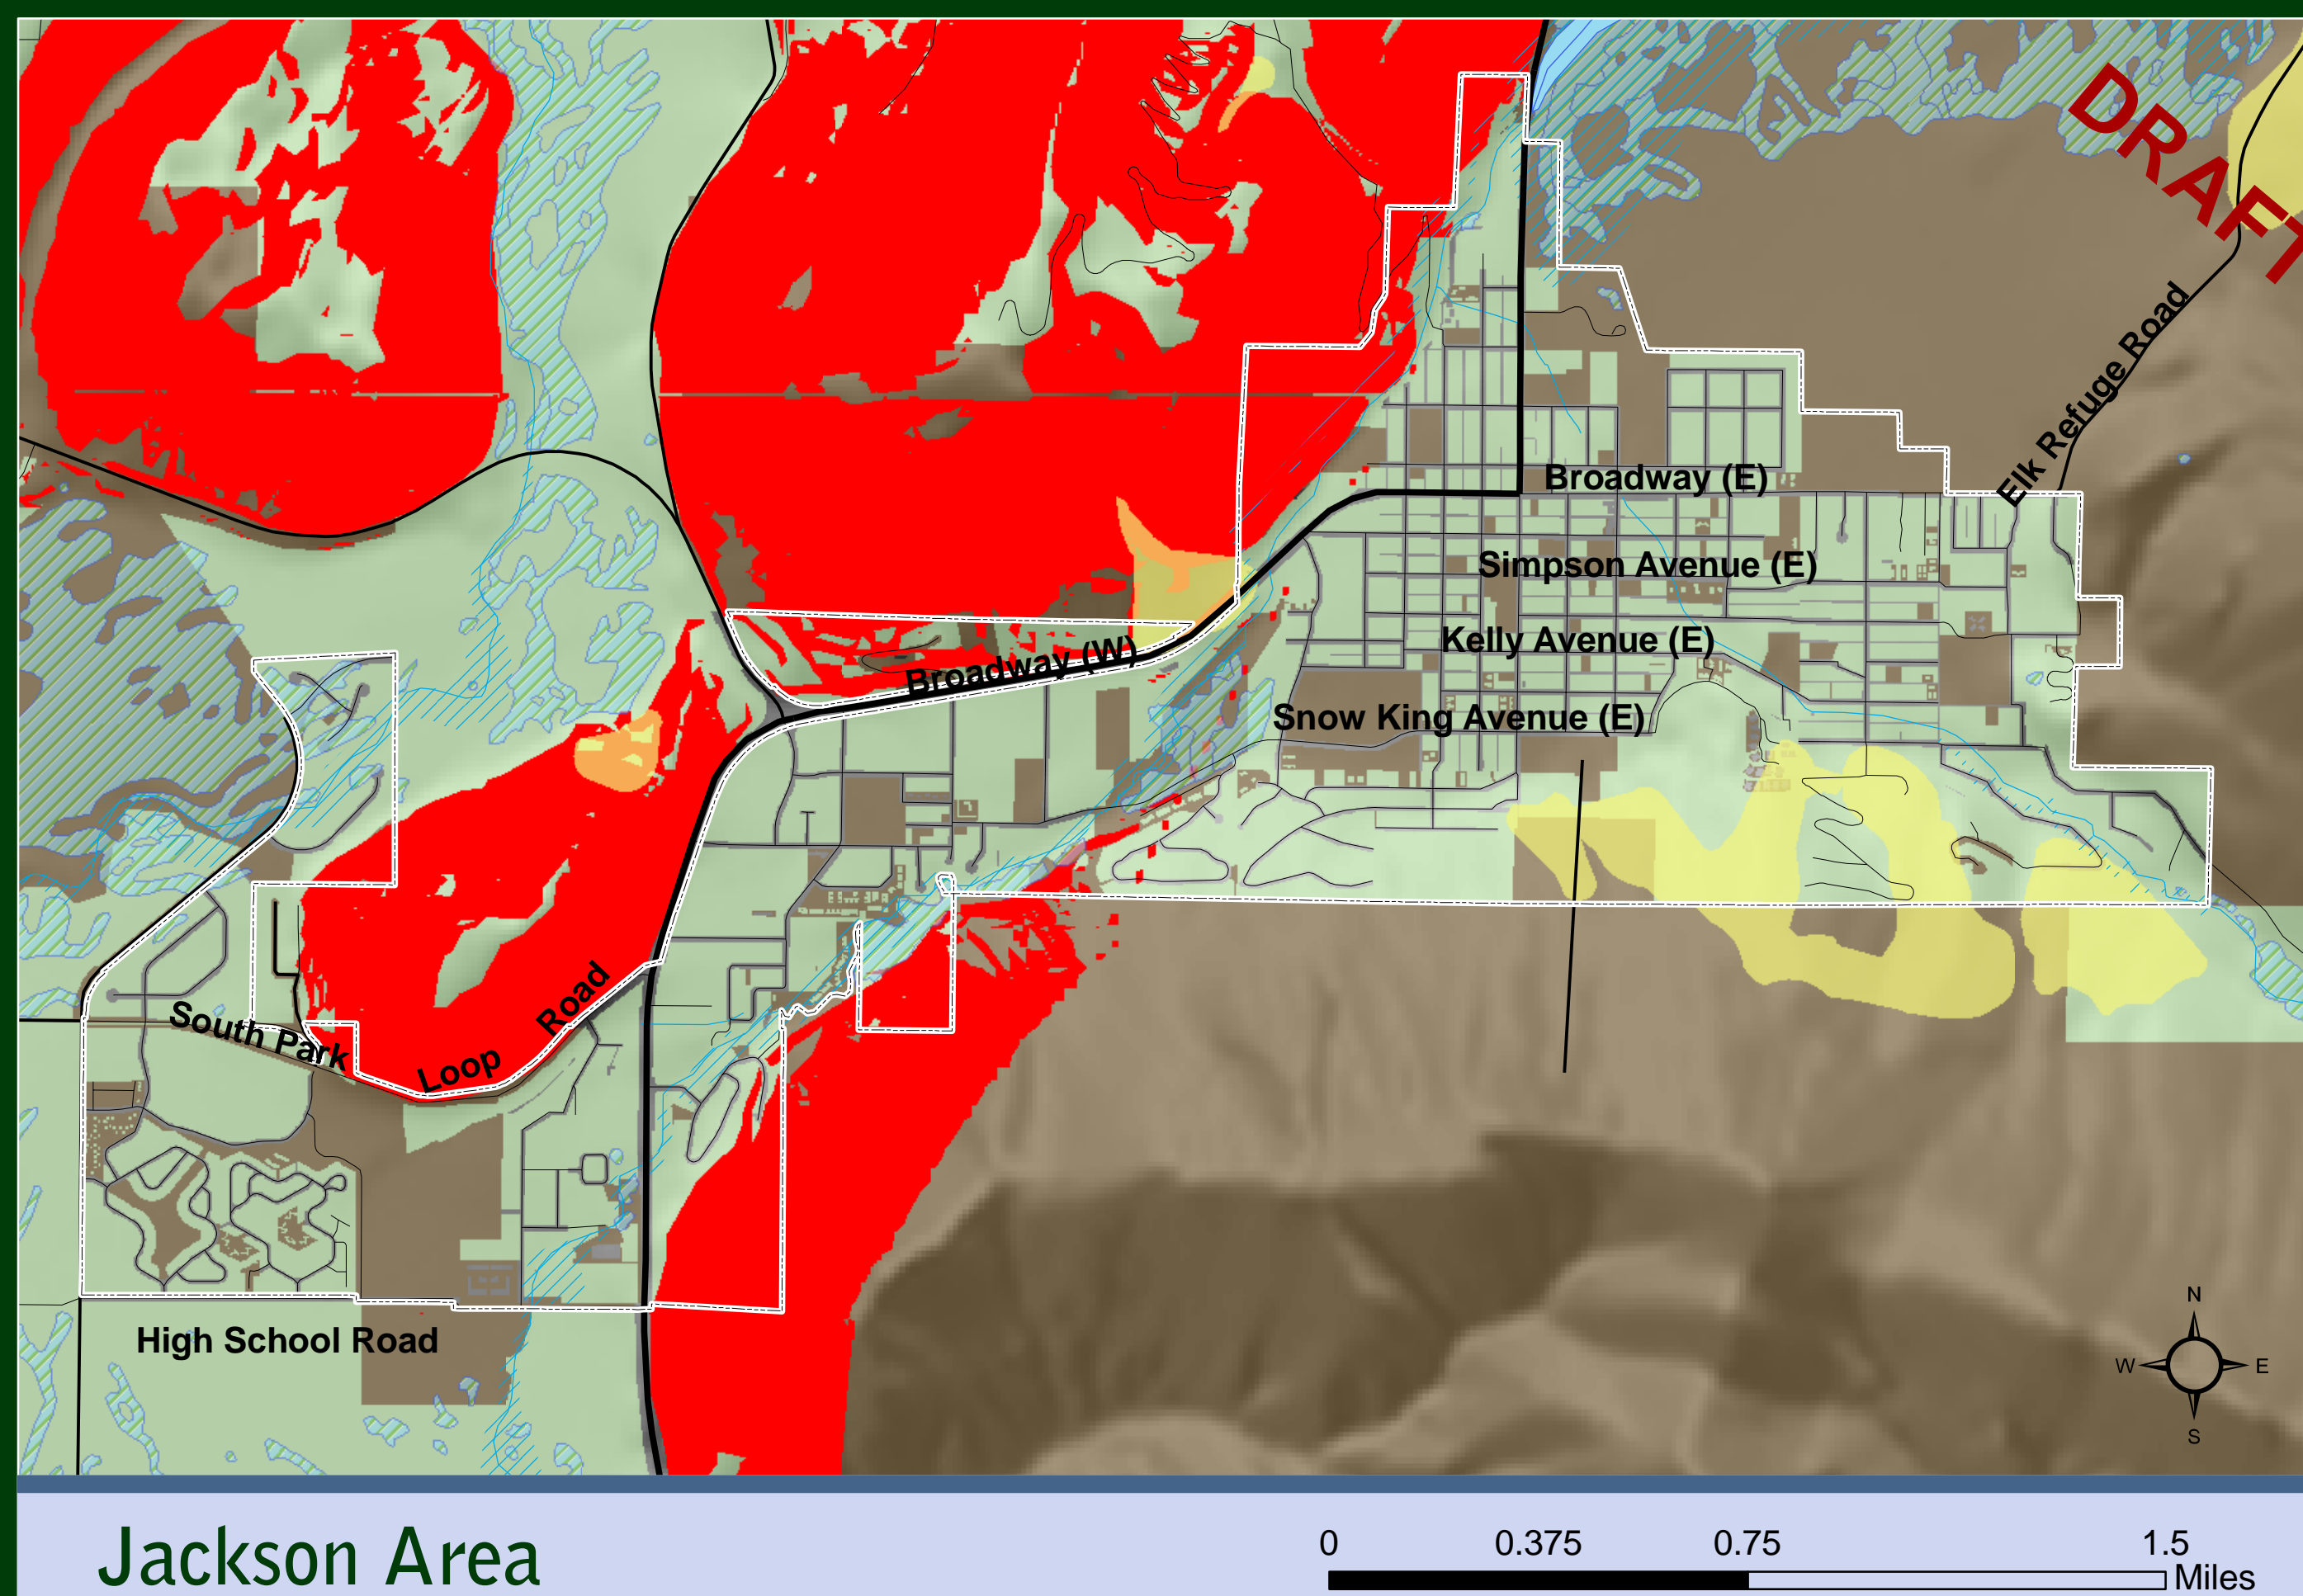 DRAFT
Elk Refuge Road
Broadway (E)
Simpson Avenue (E)
Kelly Avenue (E)
Broadway (W)
Snow King Avenue (E)
South Park Loop Road
High School Road
N
W E
S
Jackson Area
0 0.375 0.75 1.5
Miles